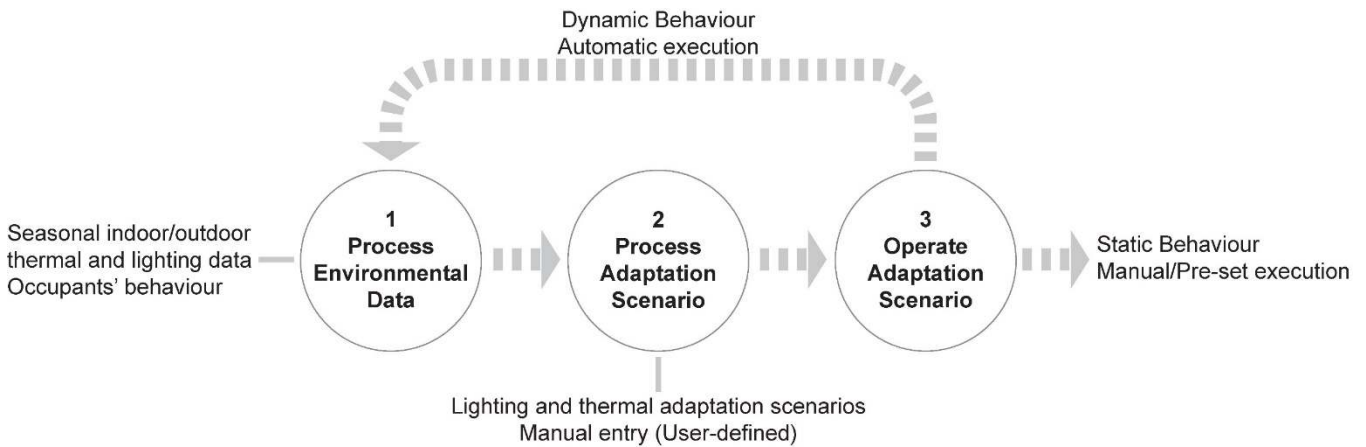 Dynamic Behaviour
Automatic execution
Seasonal indoor/outdoor
thermal and lighting data
Occupants' behaviour
1
Process
Environmental
Data
2
Process
Adaptation
Scenario
3
Operate
Adaptation
Scenario
Static Behaviour
Manual/Pre-set execution
Lighting and thermal adaptation scenarios
Manual entry (User-defined)